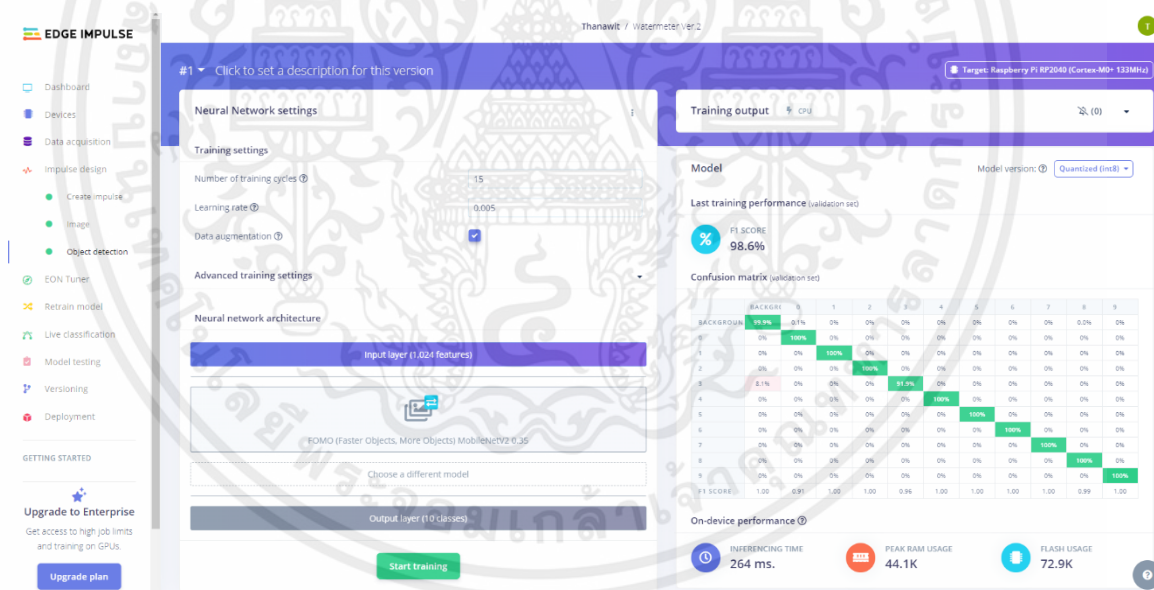 EDGE IMPULSE
Thanawit / Watermeter Ver.2
T
Dashboard
Devices
Data acquisition
Impulse design
Create impulse
Image
Object detection
EON Tuner
Retrain model
Live classification
Model testing
Versioning
Deployment
GETTING STARTED
Upgrade to Enterprise
Get access to high job limits
and training on GPUs.
Upgrade plan
#1 Click to set a description for this version
Target: Raspberry Pi RP2040 (Cortex-M0+ 133MHz)
Neural Network settings
Training settings
Number of training cycles
15
Learning rate
0.005
Data augmentation
Advanced training settings
Neural network architecture
Input layer (1,024 features)
FOMO (Faster Objects, More Objects) MobileNetV2 0.35
Choose a different model
Output layer (10 classes)
Start training
Training output CPU (0)
Model
Model version: Quantized (int8)
Last training performance (validation set)
F1 SCORE
98.6%
Confusion matrix (validation set)
BACKGRI 0 1 2 3 4 5 6 7 8 9
BACKGROUN 99.9% 0.1% 0% 0% 0% 0% 0% 0% 0% 0.0% 0%
0 0% 100% 0% 0% 0% 0% 0% 0% 0% 0% 0%
1 0% 0% 100% 0% 0% 0% 0% 0% 0% 0% 0%
2 0% 0% 0% 100% 0% 0% 0% 0% 0% 0% 0%
3 8.1% 0% 0% 0% 91.9% 0% 0% 0% 0% 0% 0%
4 0% 0% 0% 0% 0% 100% 0% 0% 0% 0% 0%
5 0% 0% 0% 0% 0% 0% 100% 0% 0% 0% 0%
6 0% 0% 0% 0% 0% 0% 0% 100% 0% 0% 0%
7 0% 0% 0% 0% 0% 0% 0% 0% 100% 0% 0%
8 0% 0% 0% 0% 0% 0% 0% 0% 0% 100% 0%
9 0% 0% 0% 0% 0% 0% 0% 0% 0% 0% 100%
F1 SCORE 1.00 0.91 1.00 1.00 0.96 1.00 1.00 1.00 1.00 0.99 1.00
On-device performance
INFERENCING TIME
264 ms.
PEAK RAM USAGE
44.1K
FLASH USAGE
72.9K